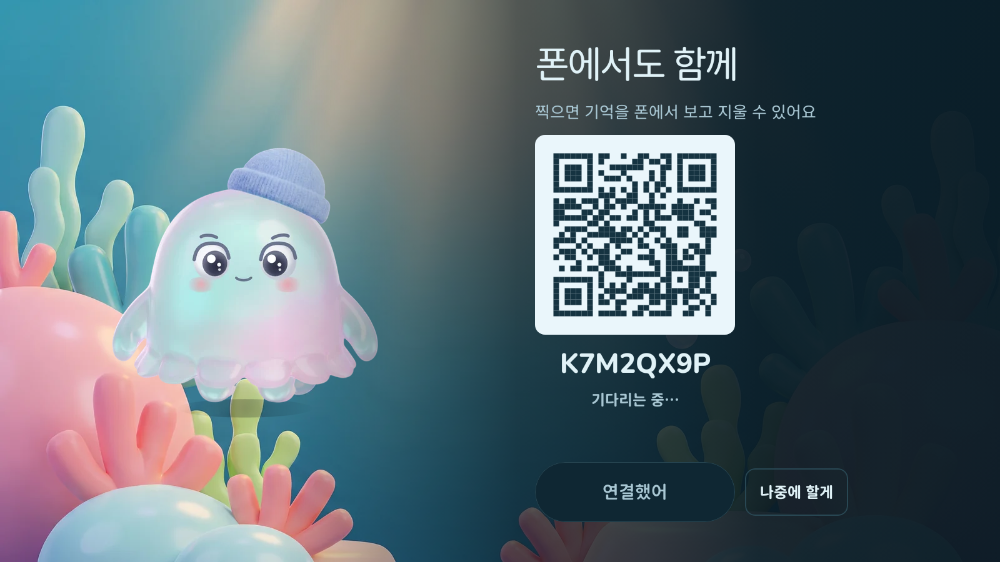 폰에서도 함께
찍으면 기억을 폰에서 보고 지울 수 있어요
K7M2QX9P
기다리는 중…
연결했어
나중에 할게